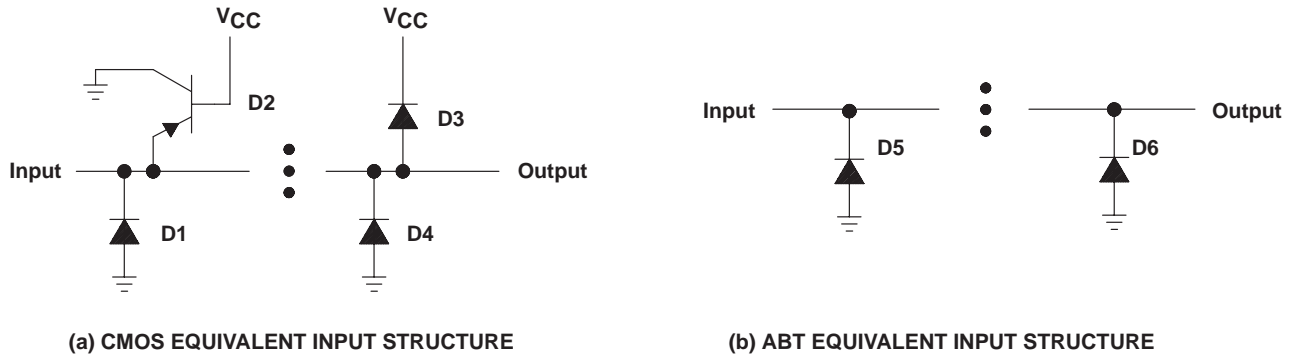 VCC VCC
D2
D3
Input Output
D1
D4
(a) CMOS EQUIVALENT INPUT STRUCTURE
Input Output
D5
D6
(b) ABT EQUIVALENT INPUT STRUCTURE